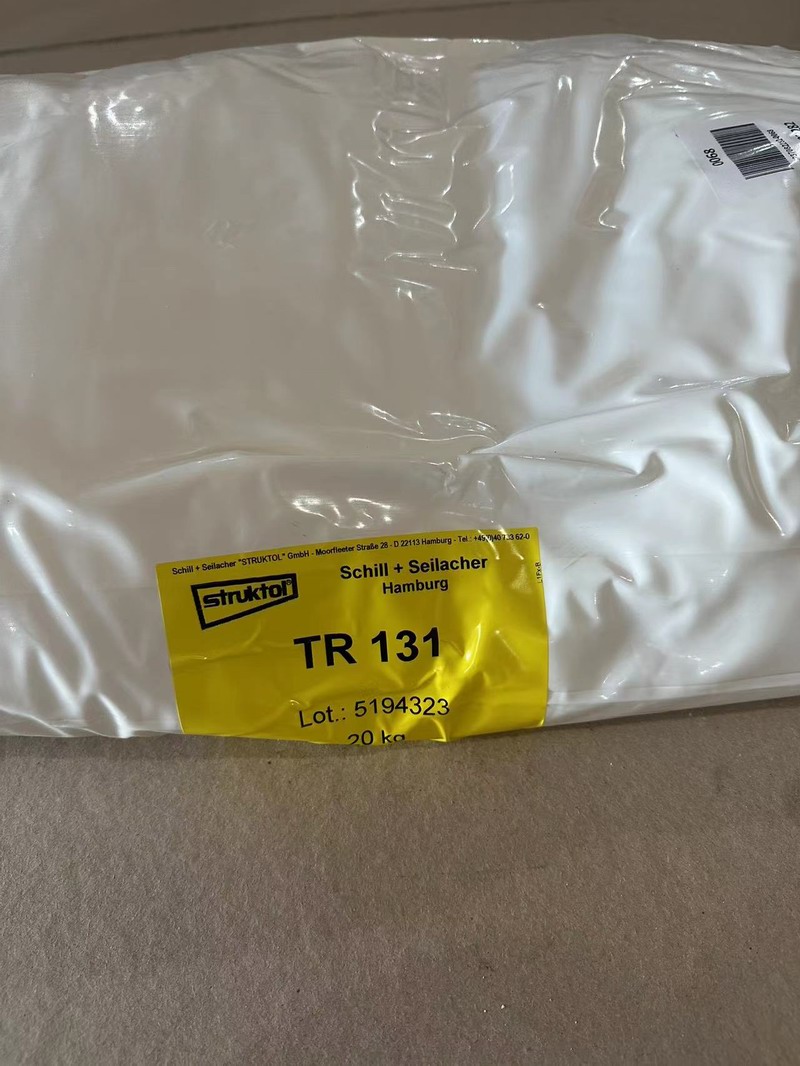 0068
Schill + Seilacher "STRUKTOL" GmbH - Moorfleeter Straße 28 - D 22113 Hamburg - Tel.: +49(0)40 733 62-0
struktol®
Schill + Seilacher
Hamburg
TR 131
Lot.: 5194323
20 kg